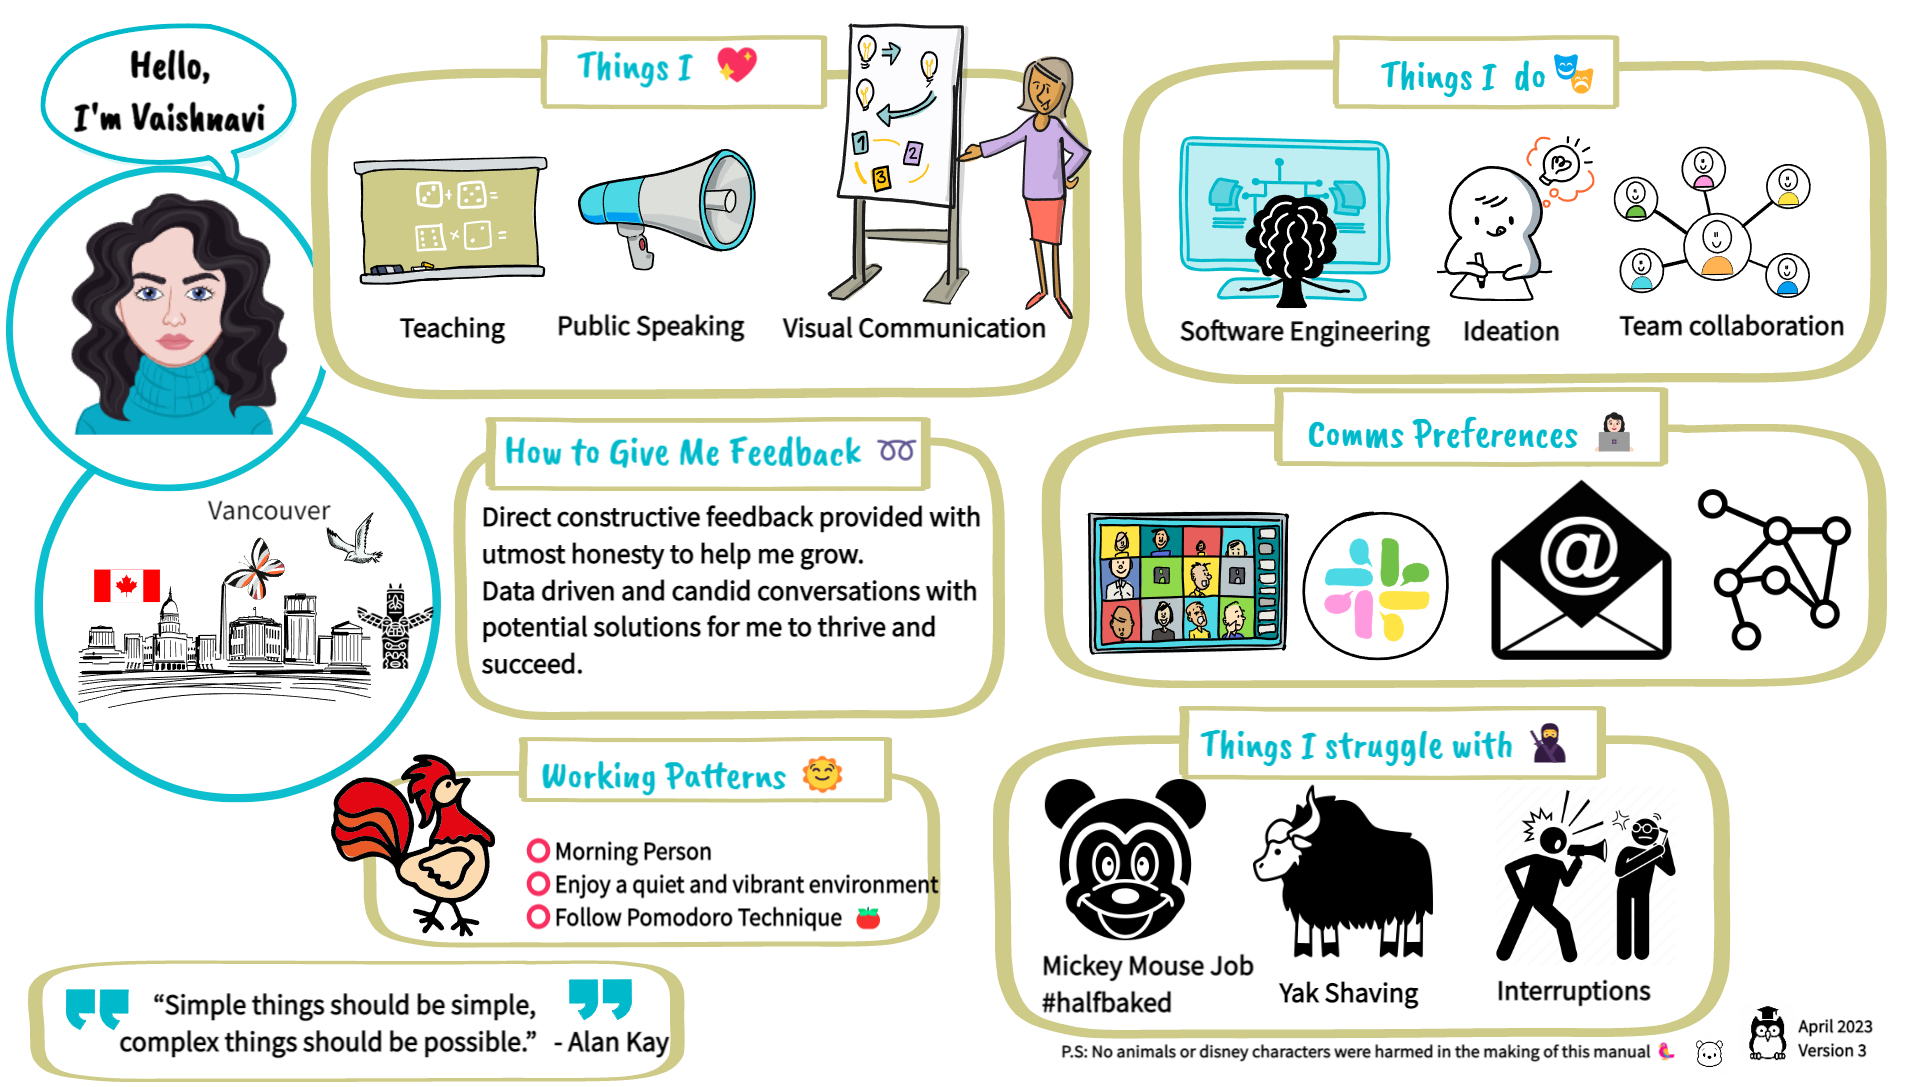 Hello,
I'm Vaishnavi
Things I
1
2
3
Teaching
Public Speaking
Visual Communication
Things I do
Software Engineering
Ideation
Team collaboration
Vancouver
How to Give Me Feedback
Direct constructive feedback provided with
utmost honesty to help me grow.
Data driven and candid conversations with
potential solutions for me to thrive and
succeed.
Comms Preferences
@
Working Patterns
Morning Person
Enjoy a quiet and vibrant environment
Follow Pomodoro Technique
Things I struggle with
Mickey Mouse Job
#halfbaked
Yak Shaving
Interruptions
“Simple things should be simple,
complex things should be possible.” - Alan Kay
P.S: No animals or disney characters were harmed in the making of this manual
April 2023
Version 3